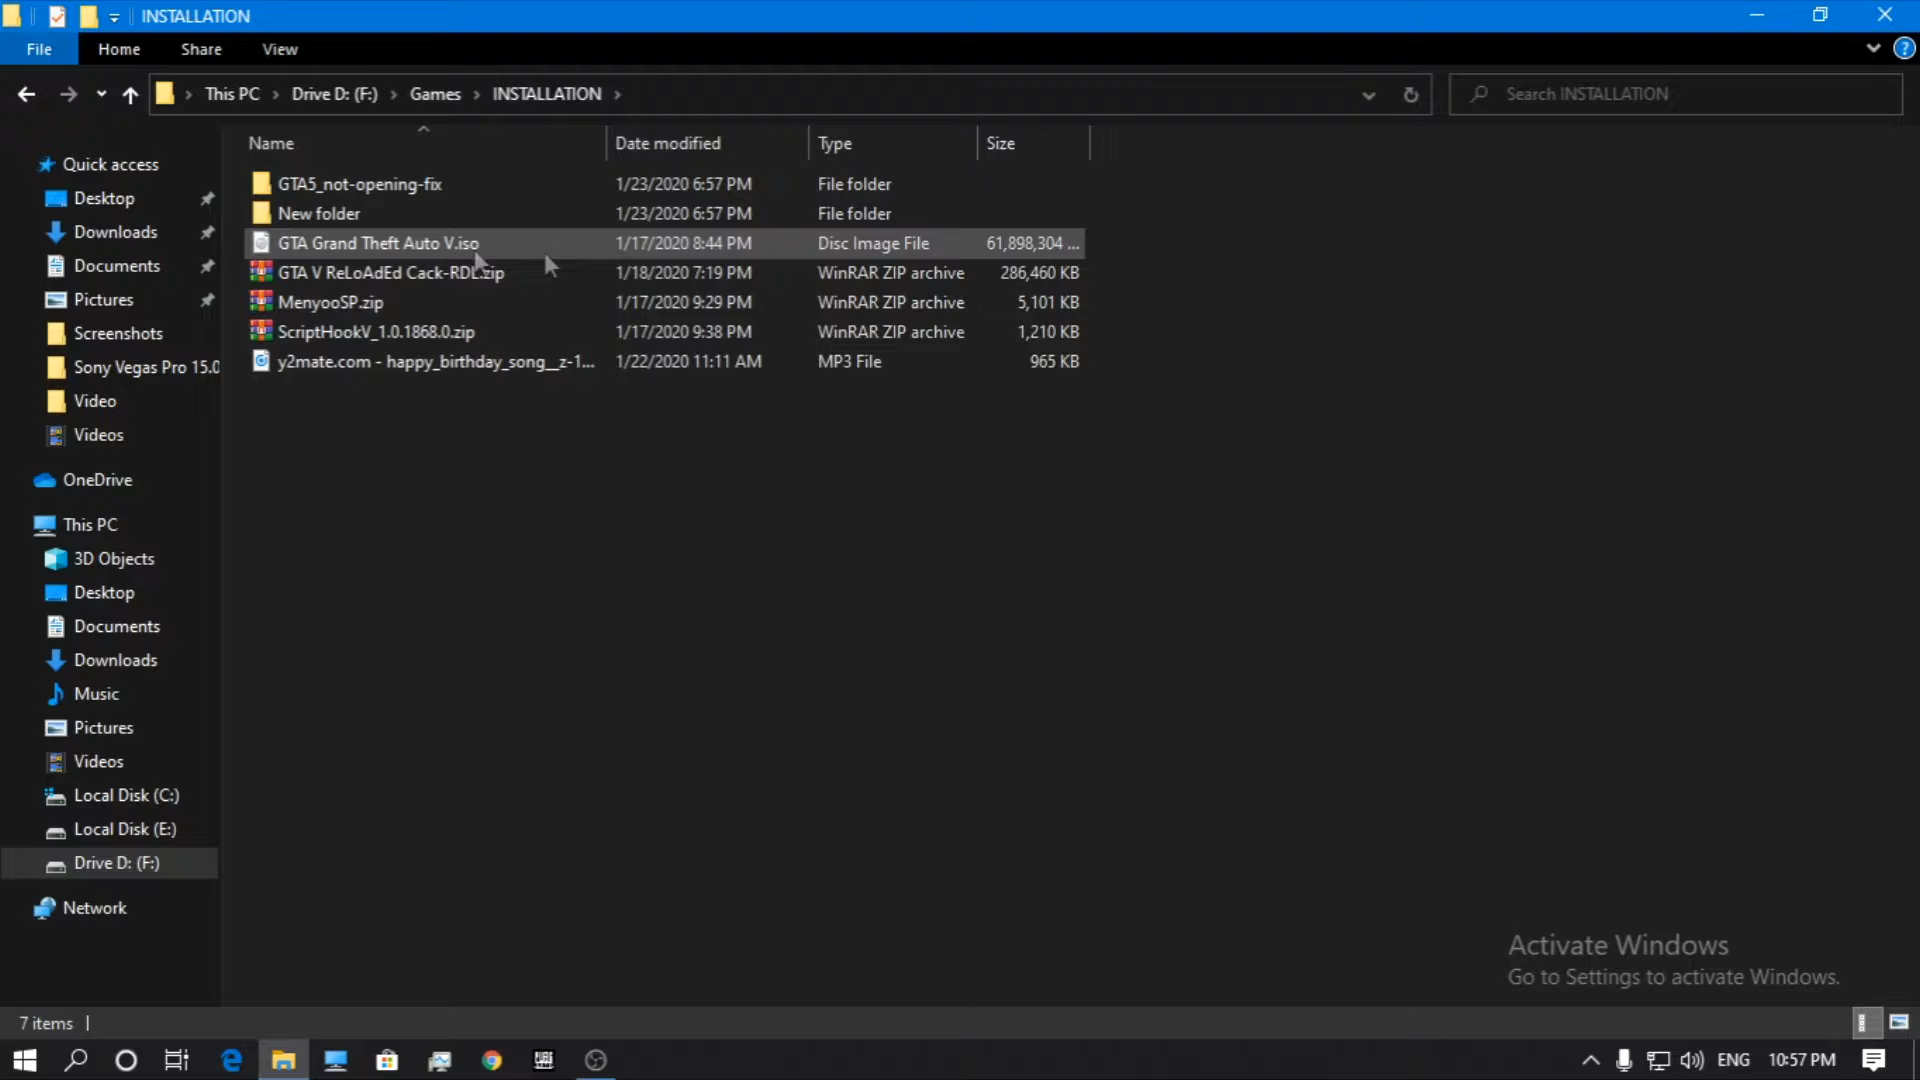 INSTALLATION
File Home Share View
This PC Drive D: (F:) Games INSTALLATION
Search INSTALLATION
Name Date modified Type Size
GTA5_not-opening-fix 1/23/2020 6:57 PM File folder
New folder 1/23/2020 6:57 PM File folder
GTA Grand Theft Auto V.iso 1/17/2020 8:44 PM Disc Image File 61,898,304 ...
GTA V ReLoAdEd Cack-RDL.zip 1/18/2020 7:19 PM WinRAR ZIP archive 286,460 KB
MenyooSP.zip 1/17/2020 9:29 PM WinRAR ZIP archive 5,101 KB
ScriptHookV_1.0.1868.0.zip 1/17/2020 9:38 PM WinRAR ZIP archive 1,210 KB
y2mate.com - happy_birthday_song__z-1... 1/22/2020 11:11 AM MP3 File 965 KB
Quick access
Desktop
Downloads
Documents
Pictures
Screenshots
Sony Vegas Pro 15.0
Video
Videos
OneDrive
This PC
3D Objects
Desktop
Documents
Downloads
Music
Pictures
Videos
Local Disk (C:)
Local Disk (E:)
Drive D: (F:)
Network
Activate Windows
Go to Settings to activate Windows.
7 items
ENG 10:57 PM